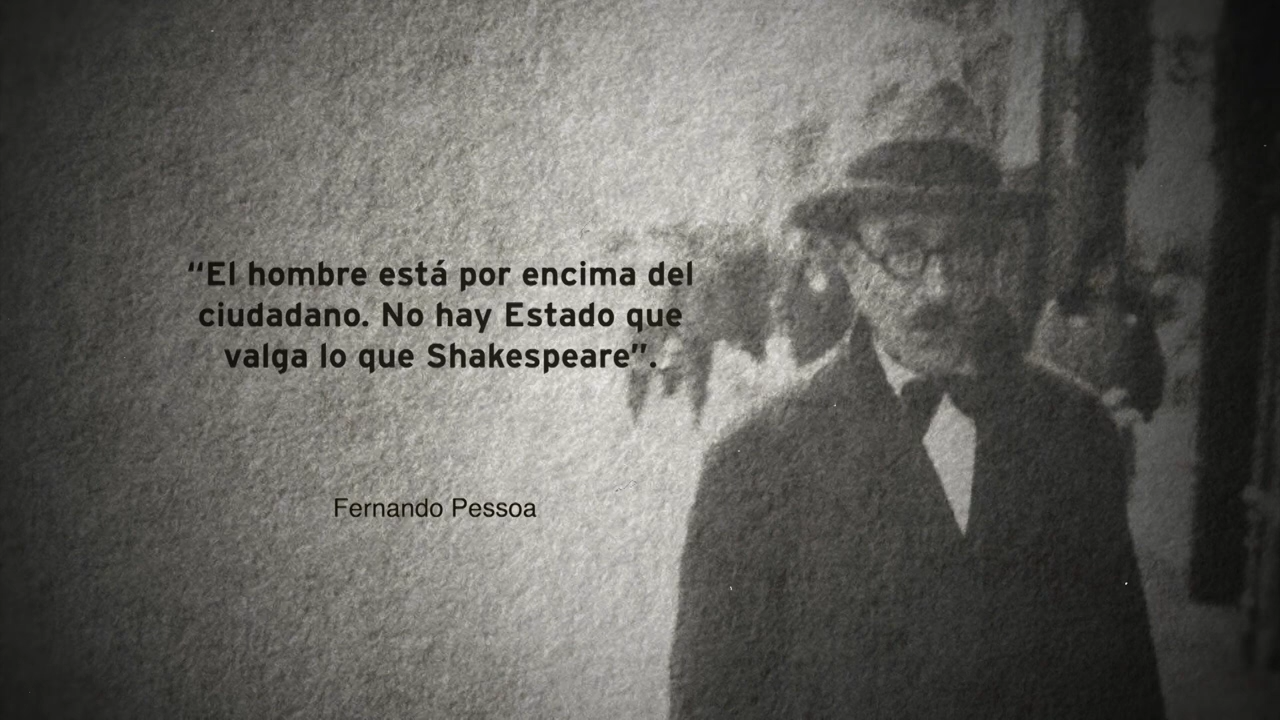 “El hombre está por encima del
ciudadano. No hay Estado que
valga lo que Shakespeare”.
Fernando Pessoa